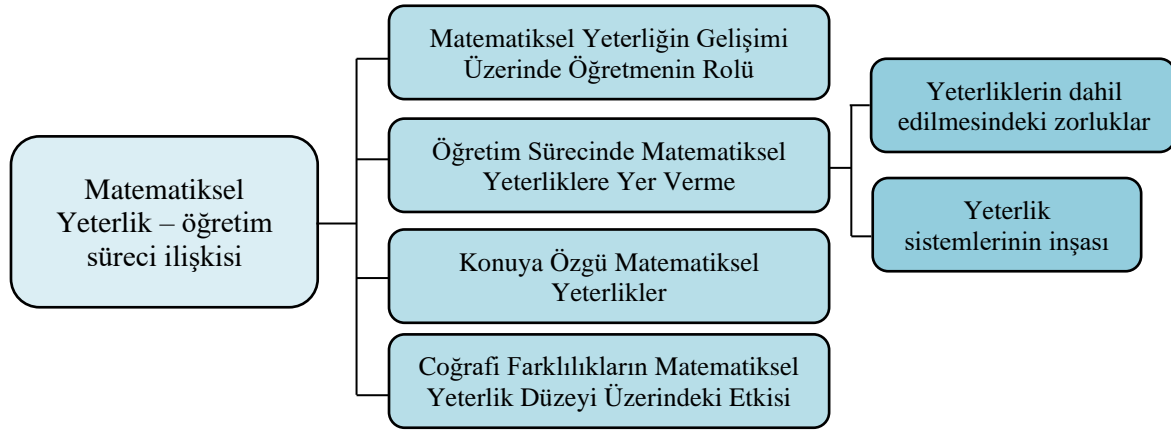 Matematiksel
Yeterlik – öğretim
süreci ilişkisi
Matematiksel Yeterliğin Gelişimi
Üzerinde Öğretmenin Rolü
Öğretim Sürecinde Matematiksel
Yeterliklere Yer Verme
Yeterliklerin dahil
edilmesindeki zorluklar
Yeterlik
sistemlerinin inşası
Konuya Özgü Matematiksel
Yeterlikler
Coğrafi Farklılıkların Matematiksel
Yeterlik Düzeyi Üzerindeki Etkisi